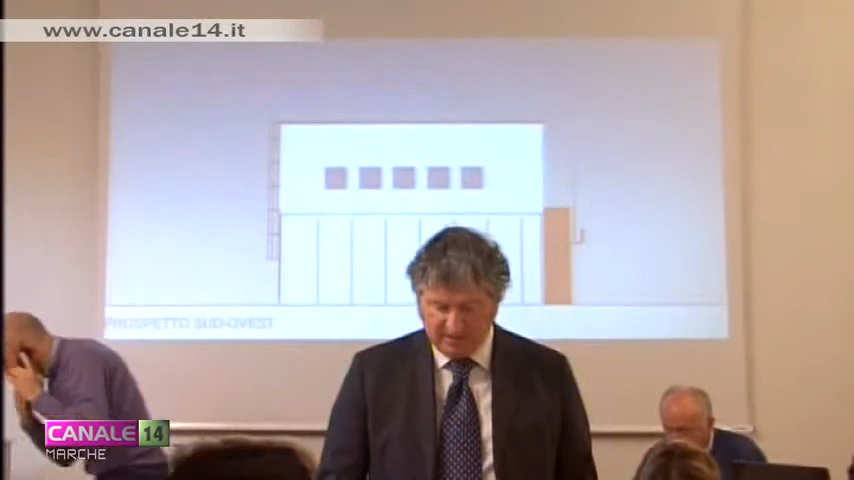 www.canale14.it
PROSPETTO SUD-OVEST
CANALE 14
MARCHE